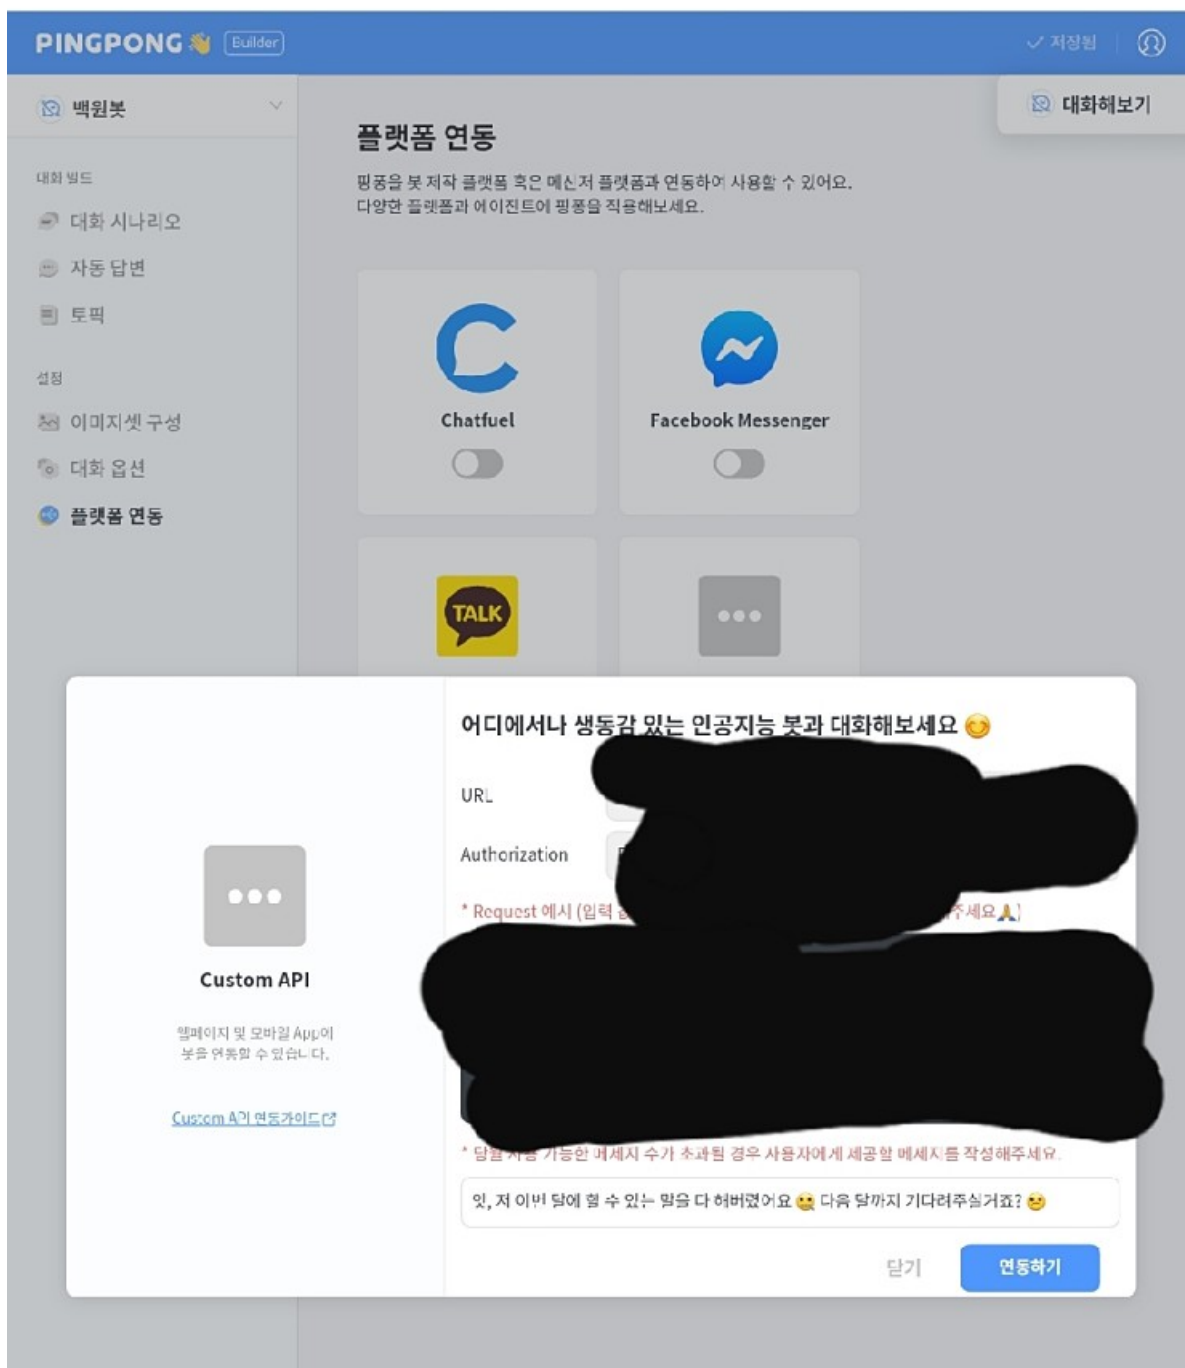 PINGPONG Builder
저장됨
백원봇
대화해보기
플랫폼 연동
핑퐁을 봇 제작 플랫폼 혹은 메신저 플랫폼과 연동하여 사용할 수 있어요.
다양한 플랫폼과 에이전트에 핑퐁을 적용해보세요.
대화 빌드
대화 시나리오
자동 답변
토픽
설정
이미지셋 구성
대화 옵션
플랫폼 연동
Chatfuel
Facebook Messenger
TALK
Custom API
웹페이지 및 모바일 App에
봇을 연동할 수 있습니다.
Custom API 연동가이드
어디에서나 생동감 있는 인공지능 봇과 대화해보세요 😊
URL
Authorization
* Request 예시 (입력 주세요🙏)
* 당월 사용 가능한 메세지 수가 초과될 경우 사용자에게 제공할 메세지를 작성해주세요.
잇, 저 이번 달에 할 수 있는 말을 다 해버렸어요 🤐 다음 달까지 기다려주실거죠? 😢
닫기
연동하기